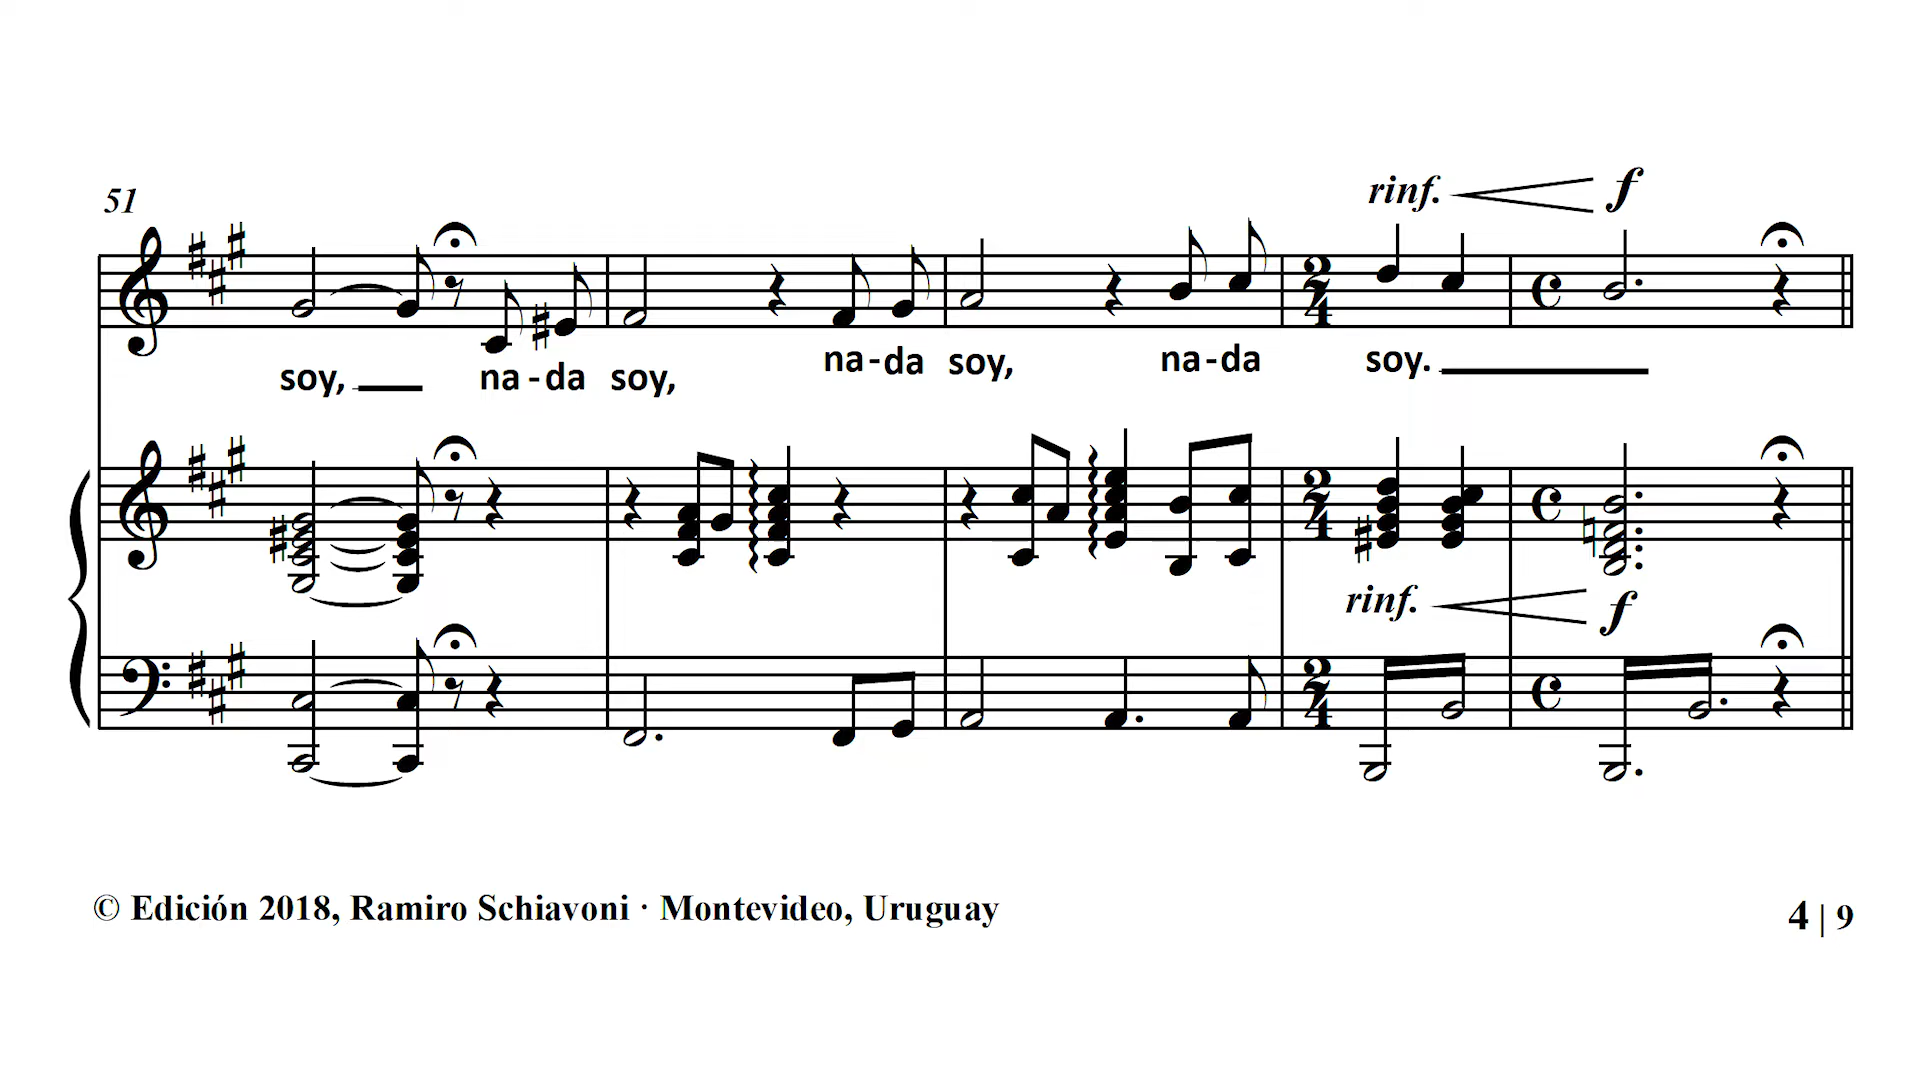 51
rinf. f
soy, na-da soy, na-da soy, na-da soy.
rinf. f
© Edición 2018, Ramiro Schiavoni · Montevideo, Uruguay
4 | 9